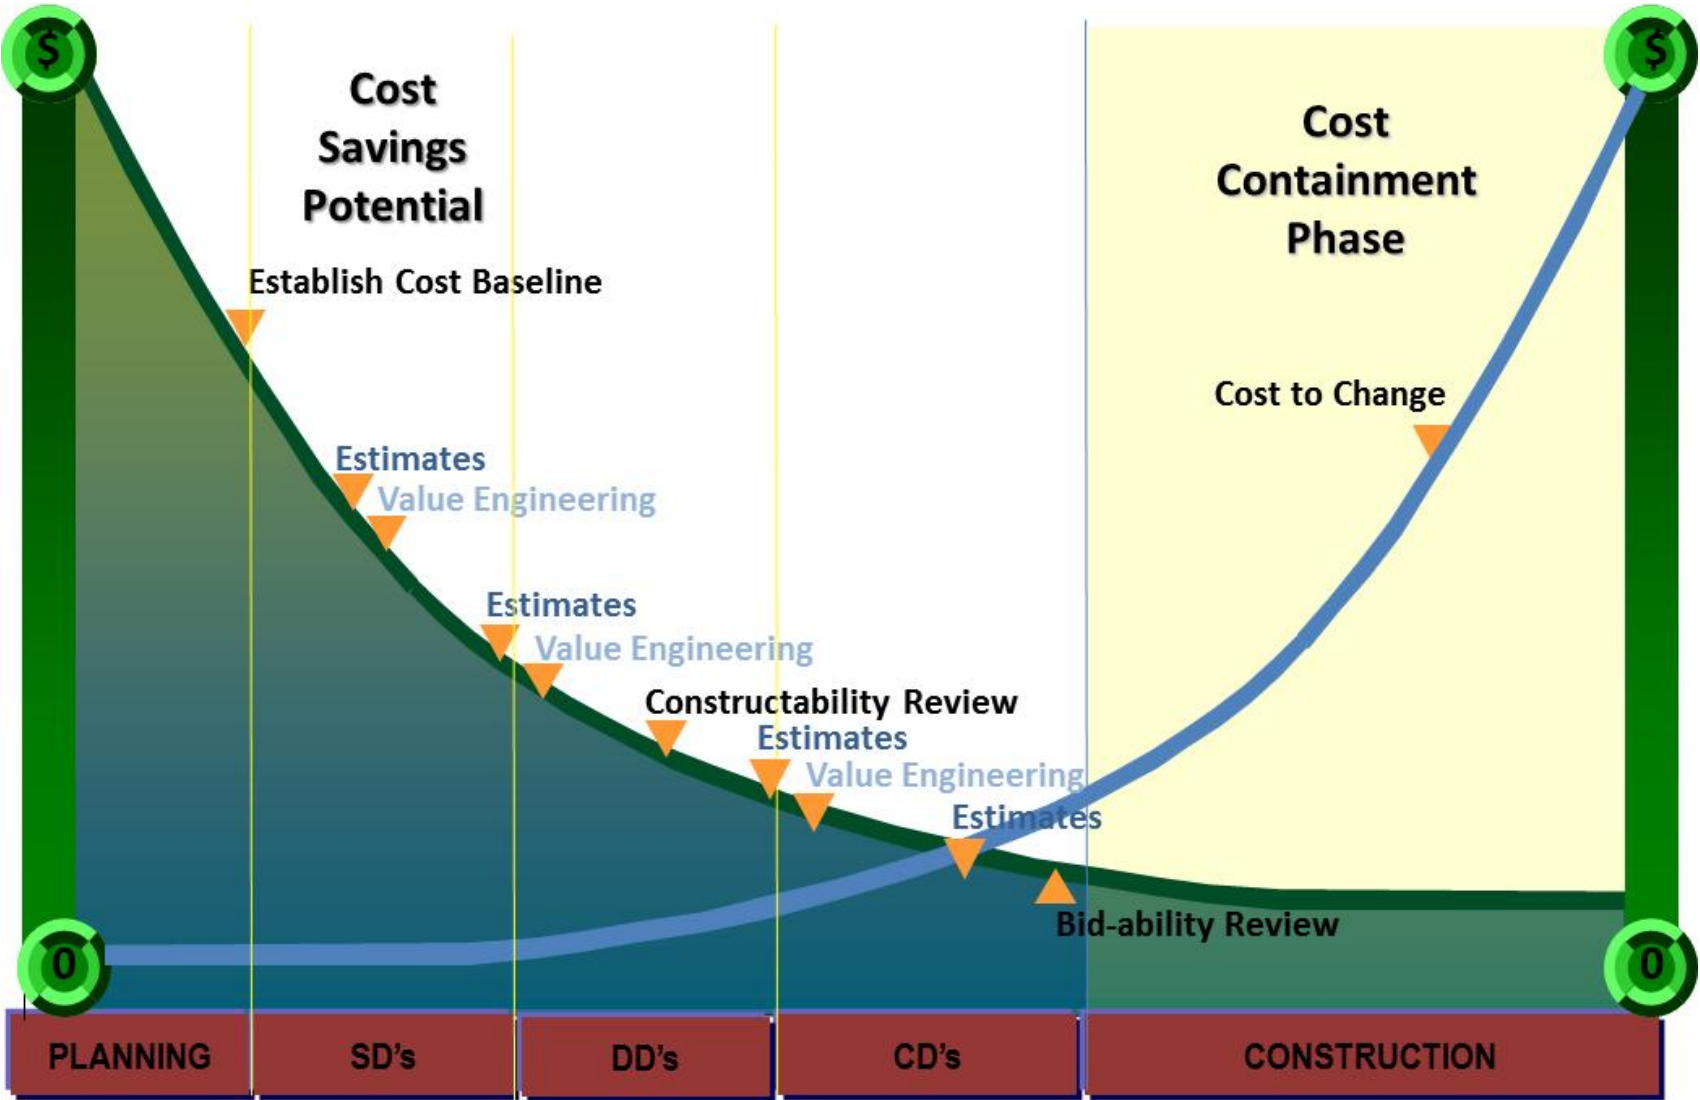 $
$
Cost
Savings
Potential
Cost
Containment
Phase
Establish Cost Baseline
Cost to Change
Estimates
Value Engineering
Estimates
Value Engineering
Constructability Review
Estimates
Value Engineering
Estimates
Bid-ability Review
0
0
PLANNING
SD’s
DD’s
CD’s
CONSTRUCTION